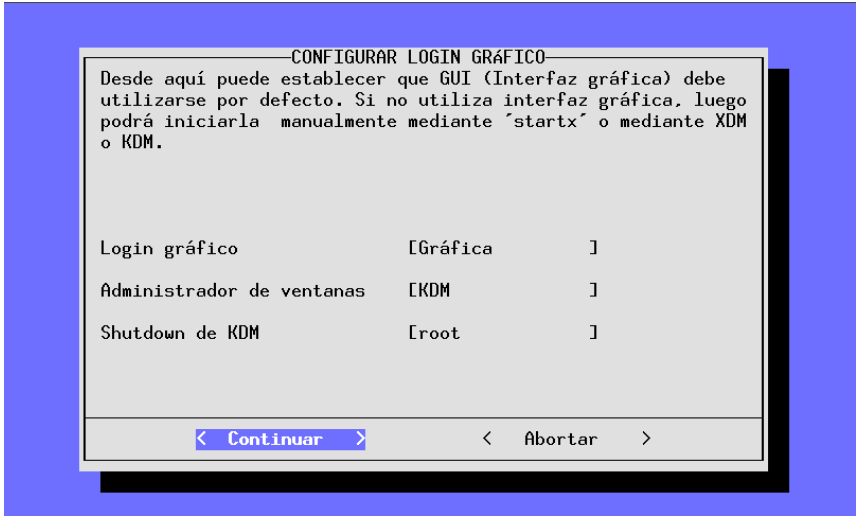 CONFIGURAR LOGIN GRÁFICO
Desde aquí puede establecer que GUI (Interfaz gráfica) debe
utilizarse por defecto. Si no utiliza interfaz gráfica, luego
podrá iniciarla  manualmente mediante ´startx´ o mediante XDM
o KDM.
Login gráfico [Gráfica ]
Administrador de ventanas [KDM ]
Shutdown de KDM [root ]
< Continuar > < Abortar >